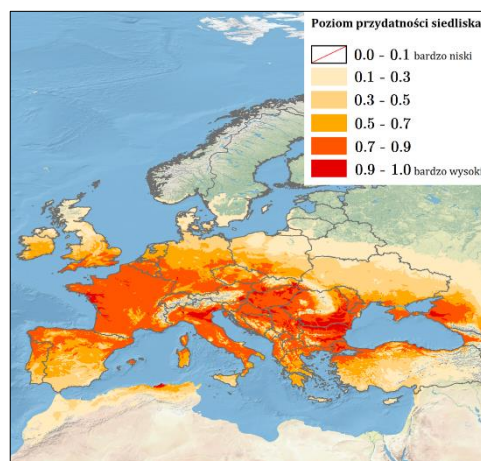 Poziom przydatności siedliska
0.0 - 0.1 bardzo niski
0.1 - 0.3
0.3 - 0.5
0.5 - 0.7
0.7 - 0.9
0.9 - 1.0 bardzo wysoki